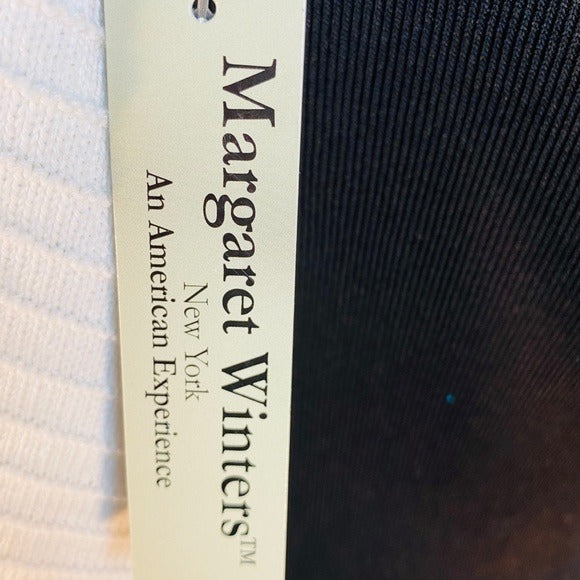 Margaret Winters™
New York
An American Experience